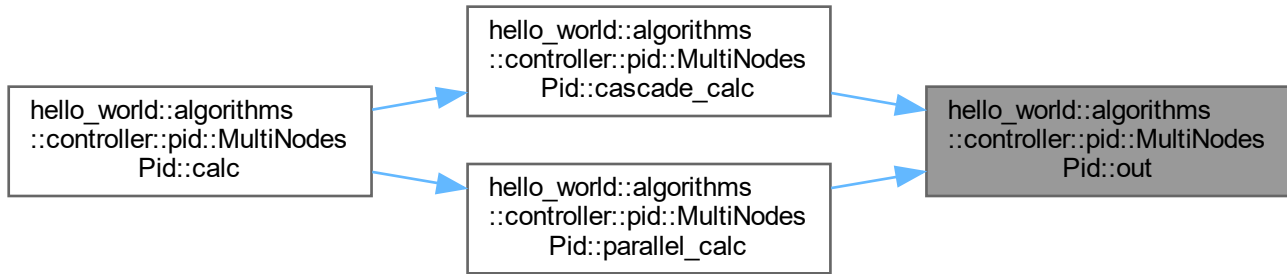 hello_world::algorithms
::controller::pid::MultiNodes
Pid::calc
hello_world::algorithms
::controller::pid::MultiNodes
Pid::cascade_calc
hello_world::algorithms
::controller::pid::MultiNodes
Pid::parallel_calc
hello_world::algorithms
::controller::pid::MultiNodes
Pid::out